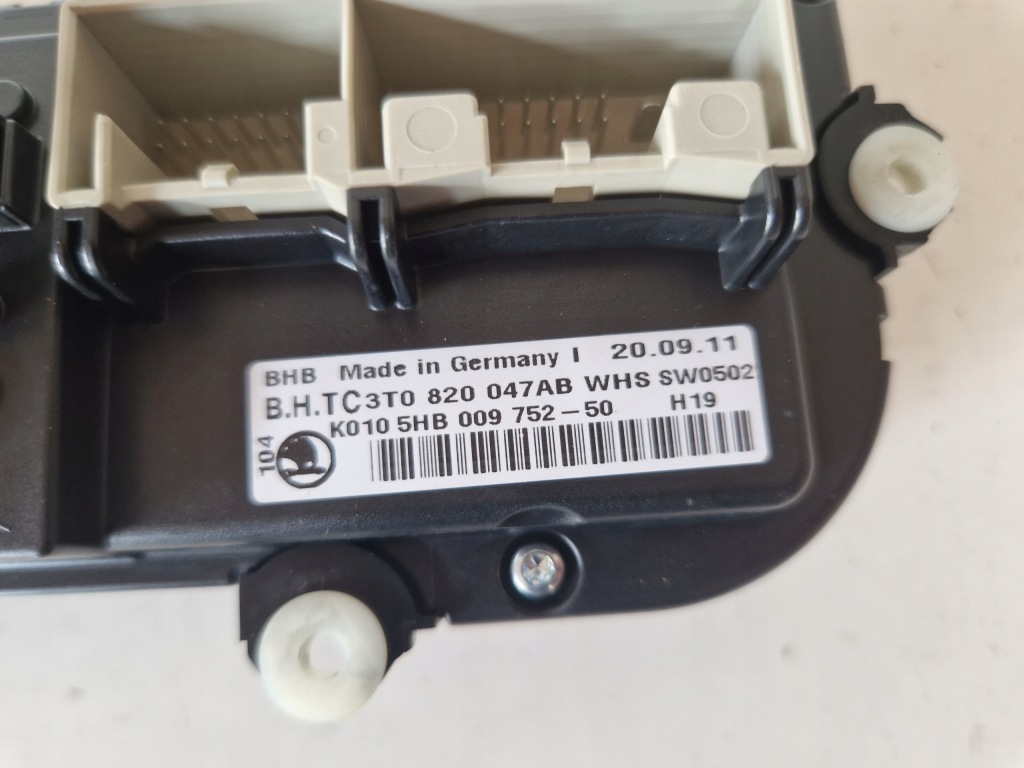 BHB Made in Germany I 20.09.11
B.H.TC 3T0 820 047AB WHS SW0502
K010 5HB 009 752-50 H19
104